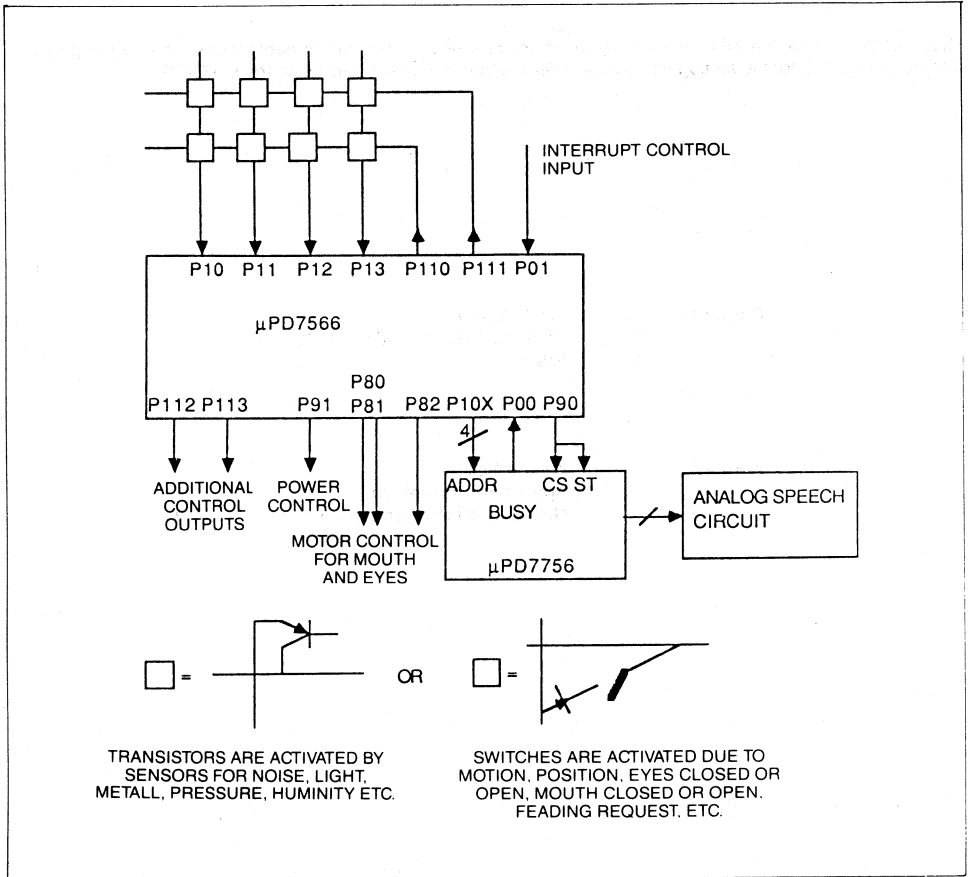 INTERRUPT CONTROL
INPUT
P10 P11 P12 P13 P110 P111 P01
µPD7566
P80
P112 P113 P91 P81 P82 P10X P00 P90
4
ADDITIONAL
CONTROL
OUTPUTS
POWER
CONTROL
MOTOR CONTROL
FOR MOUTH
AND EYES
ADDR CS ST
BUSY
µPD7756
ANALOG SPEECH
CIRCUIT
=
OR
=
TRANSISTORS ARE ACTIVATED BY
SENSORS FOR NOISE, LIGHT,
METALL, PRESSURE, HUMINITY ETC.
SWITCHES ARE ACTIVATED DUE TO
MOTION, POSITION, EYES CLOSED OR
OPEN, MOUTH CLOSED OR OPEN,
FEADING REQUEST, ETC.